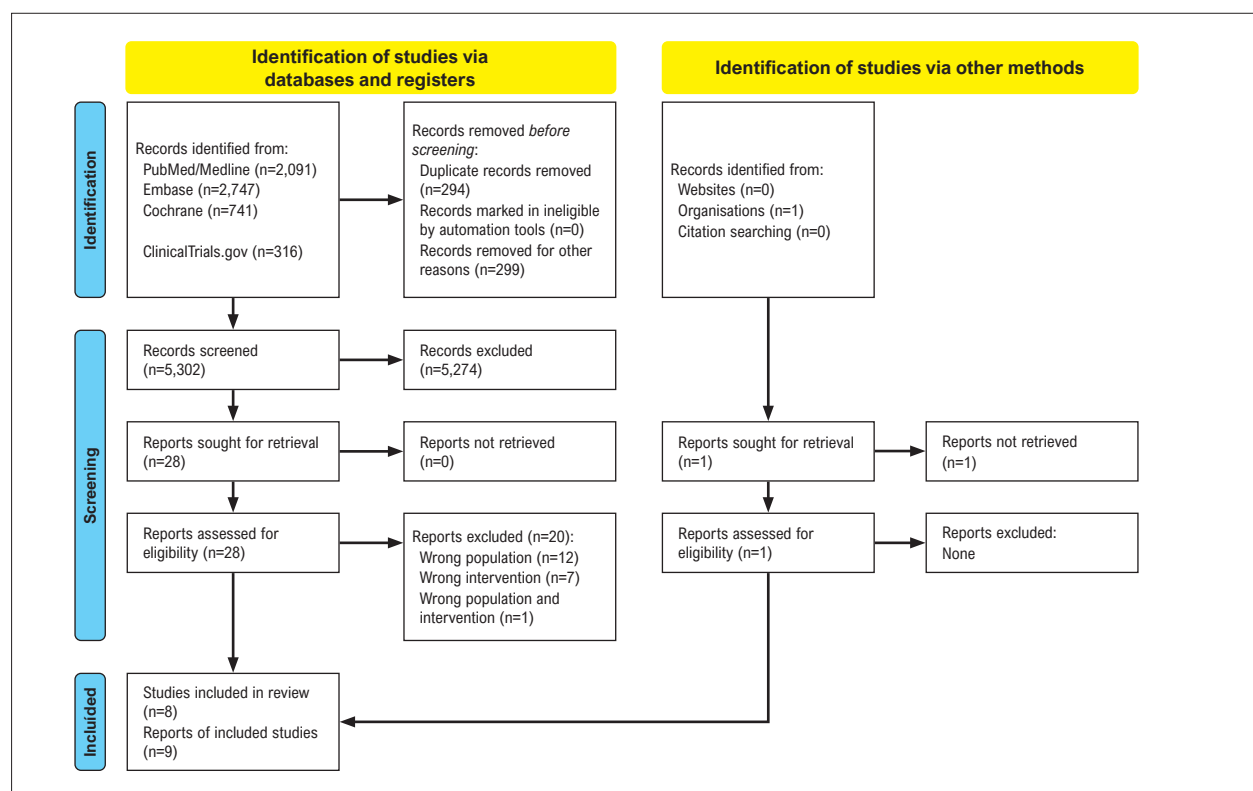 Identification of studies via
databases and registers
Identification of studies via other methods
Identification
Records identified from:
PubMed/Medline (n=2,091)
Embase (n=2,747)
Cochrane (n=741)
ClinicalTrials.gov (n=316)
Records removed before
screening:
Duplicate records removed
(n=294)
Records marked in ineligible
by automation tools (n=0)
Records removed for other
reasons (n=299)
Records identified from:
Websites (n=0)
Organisations (n=1)
Citation searching (n=0)
Screening
Records screened
(n=5,302)
Records excluded
(n=5,274)
Reports sought for retrieval
(n=28)
Reports not retrieved
(n=0)
Reports sought for retrieval
(n=1)
Reports not retrieved
(n=1)
Reports assessed for
eligibility (n=28)
Reports excluded (n=20):
Wrong population (n=12)
Wrong intervention (n=7)
Wrong population and
intervention (n=1)
Reports assessed for
eligibility (n=1)
Reports excluded:
None
Incluided
Studies included in review
(n=8)
Reports of included studies
(n=9)